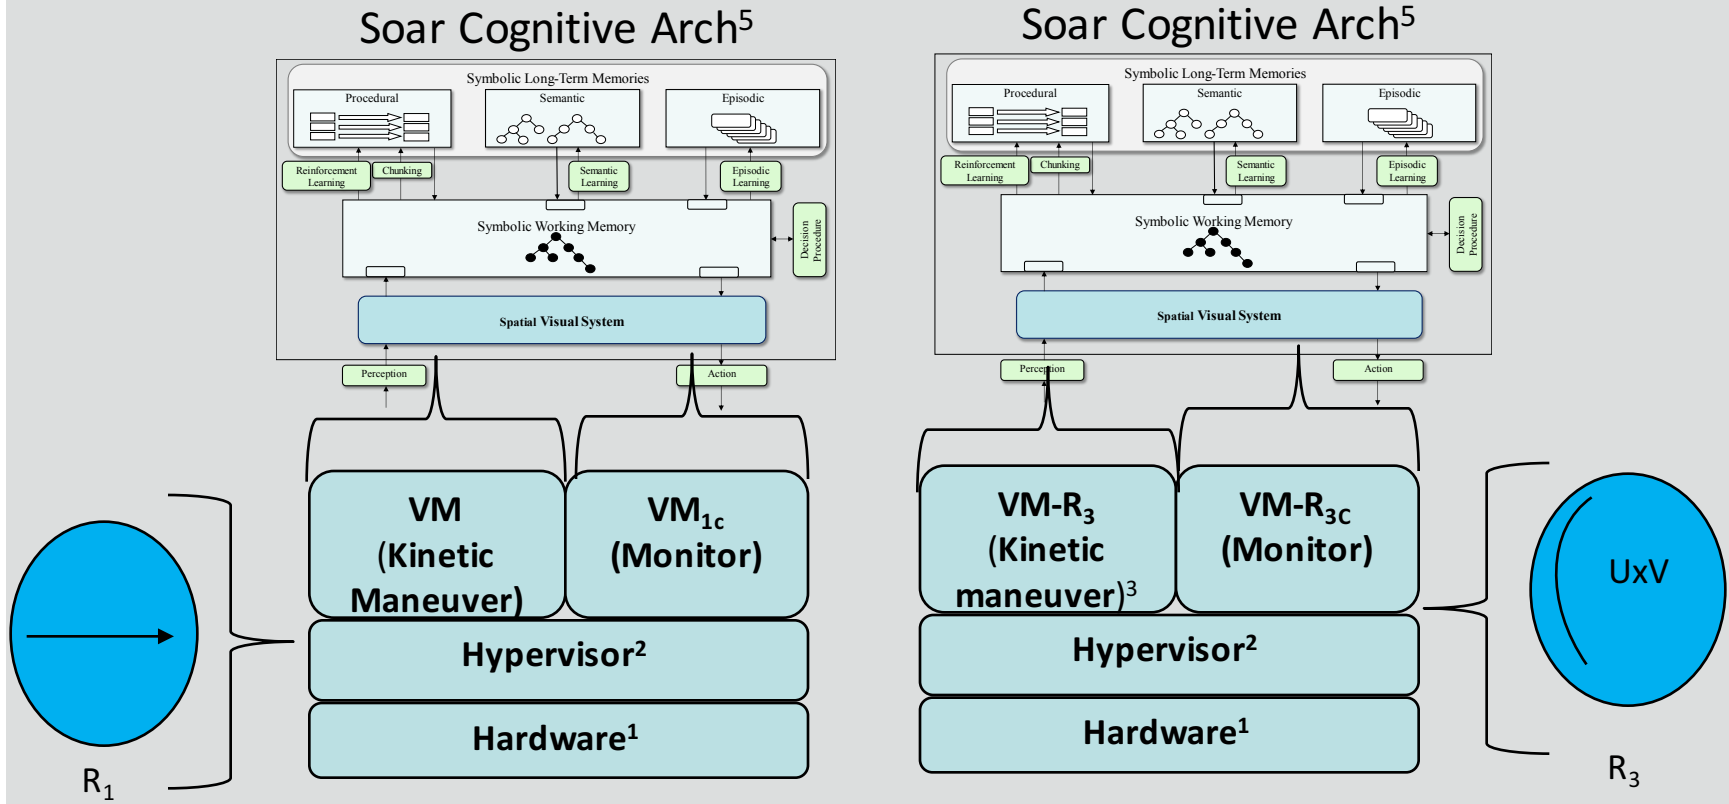 Soar Cognitive Arch⁵
Symbolic Long-Term Memories
Procedural
Semantic
Episodic
Reinforcement
Learning
Chunking
Semantic
Learning
Episodic
Learning
Symbolic Working Memory
Decision
Procedure
Spatial Visual System
Perception
Action
VM
(Kinetic
Maneuver)
VM₁c
(Monitor)
Hypervisor²
Hardware¹
R₁
Soar Cognitive Arch⁵
Symbolic Long-Term Memories
Procedural
Semantic
Episodic
Reinforcement
Learning
Chunking
Semantic
Learning
Episodic
Learning
Symbolic Working Memory
Decision
Procedure
Spatial Visual System
Perception
Action
VM-R₃
(Kinetic
maneuver)³
VM-R₃C
(Monitor)
Hypervisor²
Hardware¹
UxV
R₃